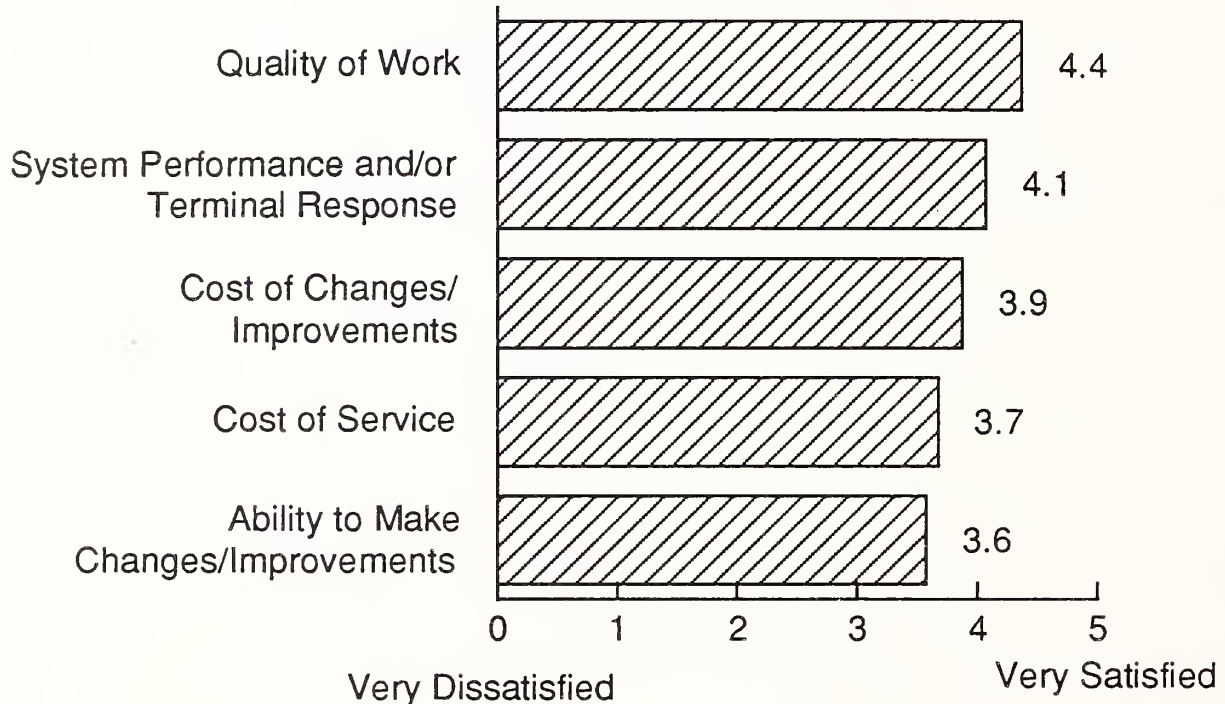 Quality of Work
4.4
System Performance and/or
Terminal Response
4.1
Cost of Changes/
Improvements
3.9
Cost of Service
3.7
Ability to Make
Changes/Improvements
3.6
0 1 2 3 4 5
Very Dissatisfied
Very Satisfied